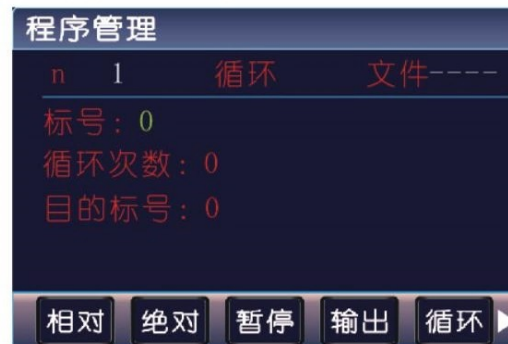 程序管理
n 1 循环 文件----
标号: 0
循环次数: 0
目的标号: 0
相对 绝对 暂停 输出 循环